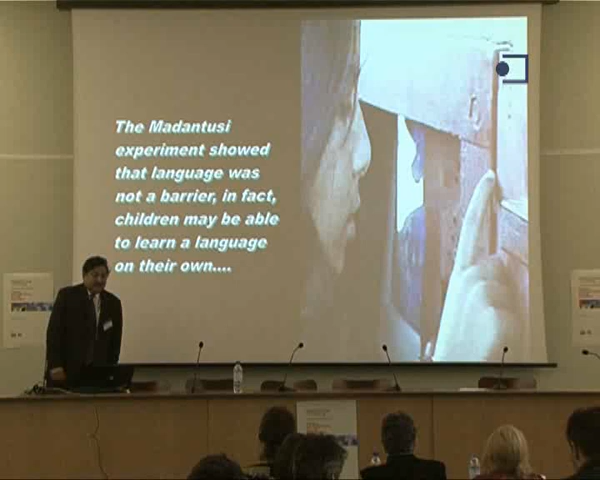 The Madantusi
experiment showed
that language was
not a barrier, in fact,
children may be able
to learn a language
on their own....